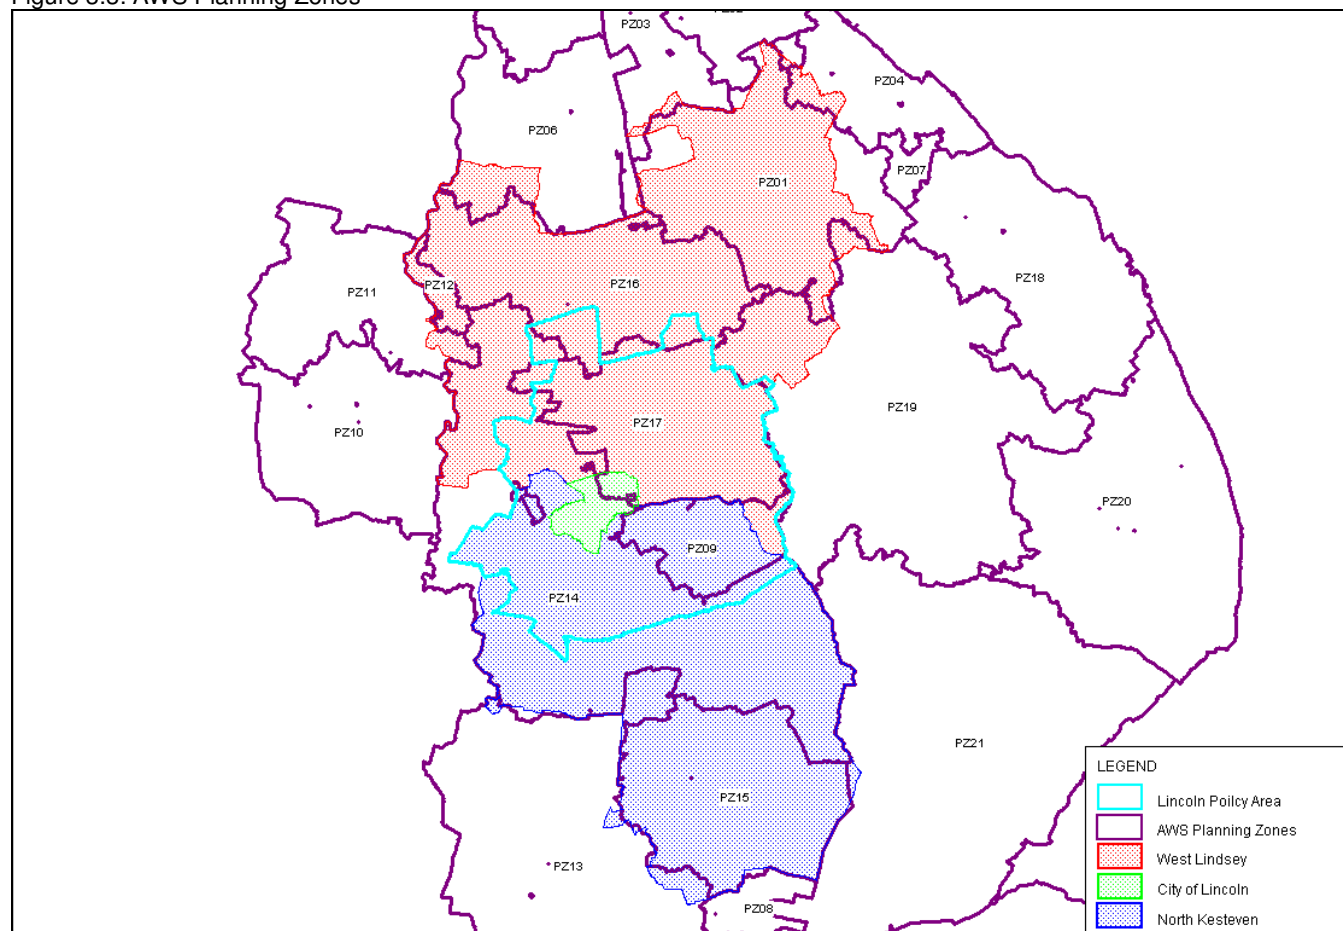 Figure 5.3: AWS Planning Zones
PZ03
PZ04
PZ06
PZ07
PZ01
PZ18
PZ11
PZ12
PZ16
PZ19
PZ17
PZ10
PZ20
PZ09
PZ14
PZ21
PZ15
PZ13
PZ08
LEGEND
Lincoln Poilcy Area
AWS Planning Zones
West Lindsey
City of Lincoln
North Kesteven